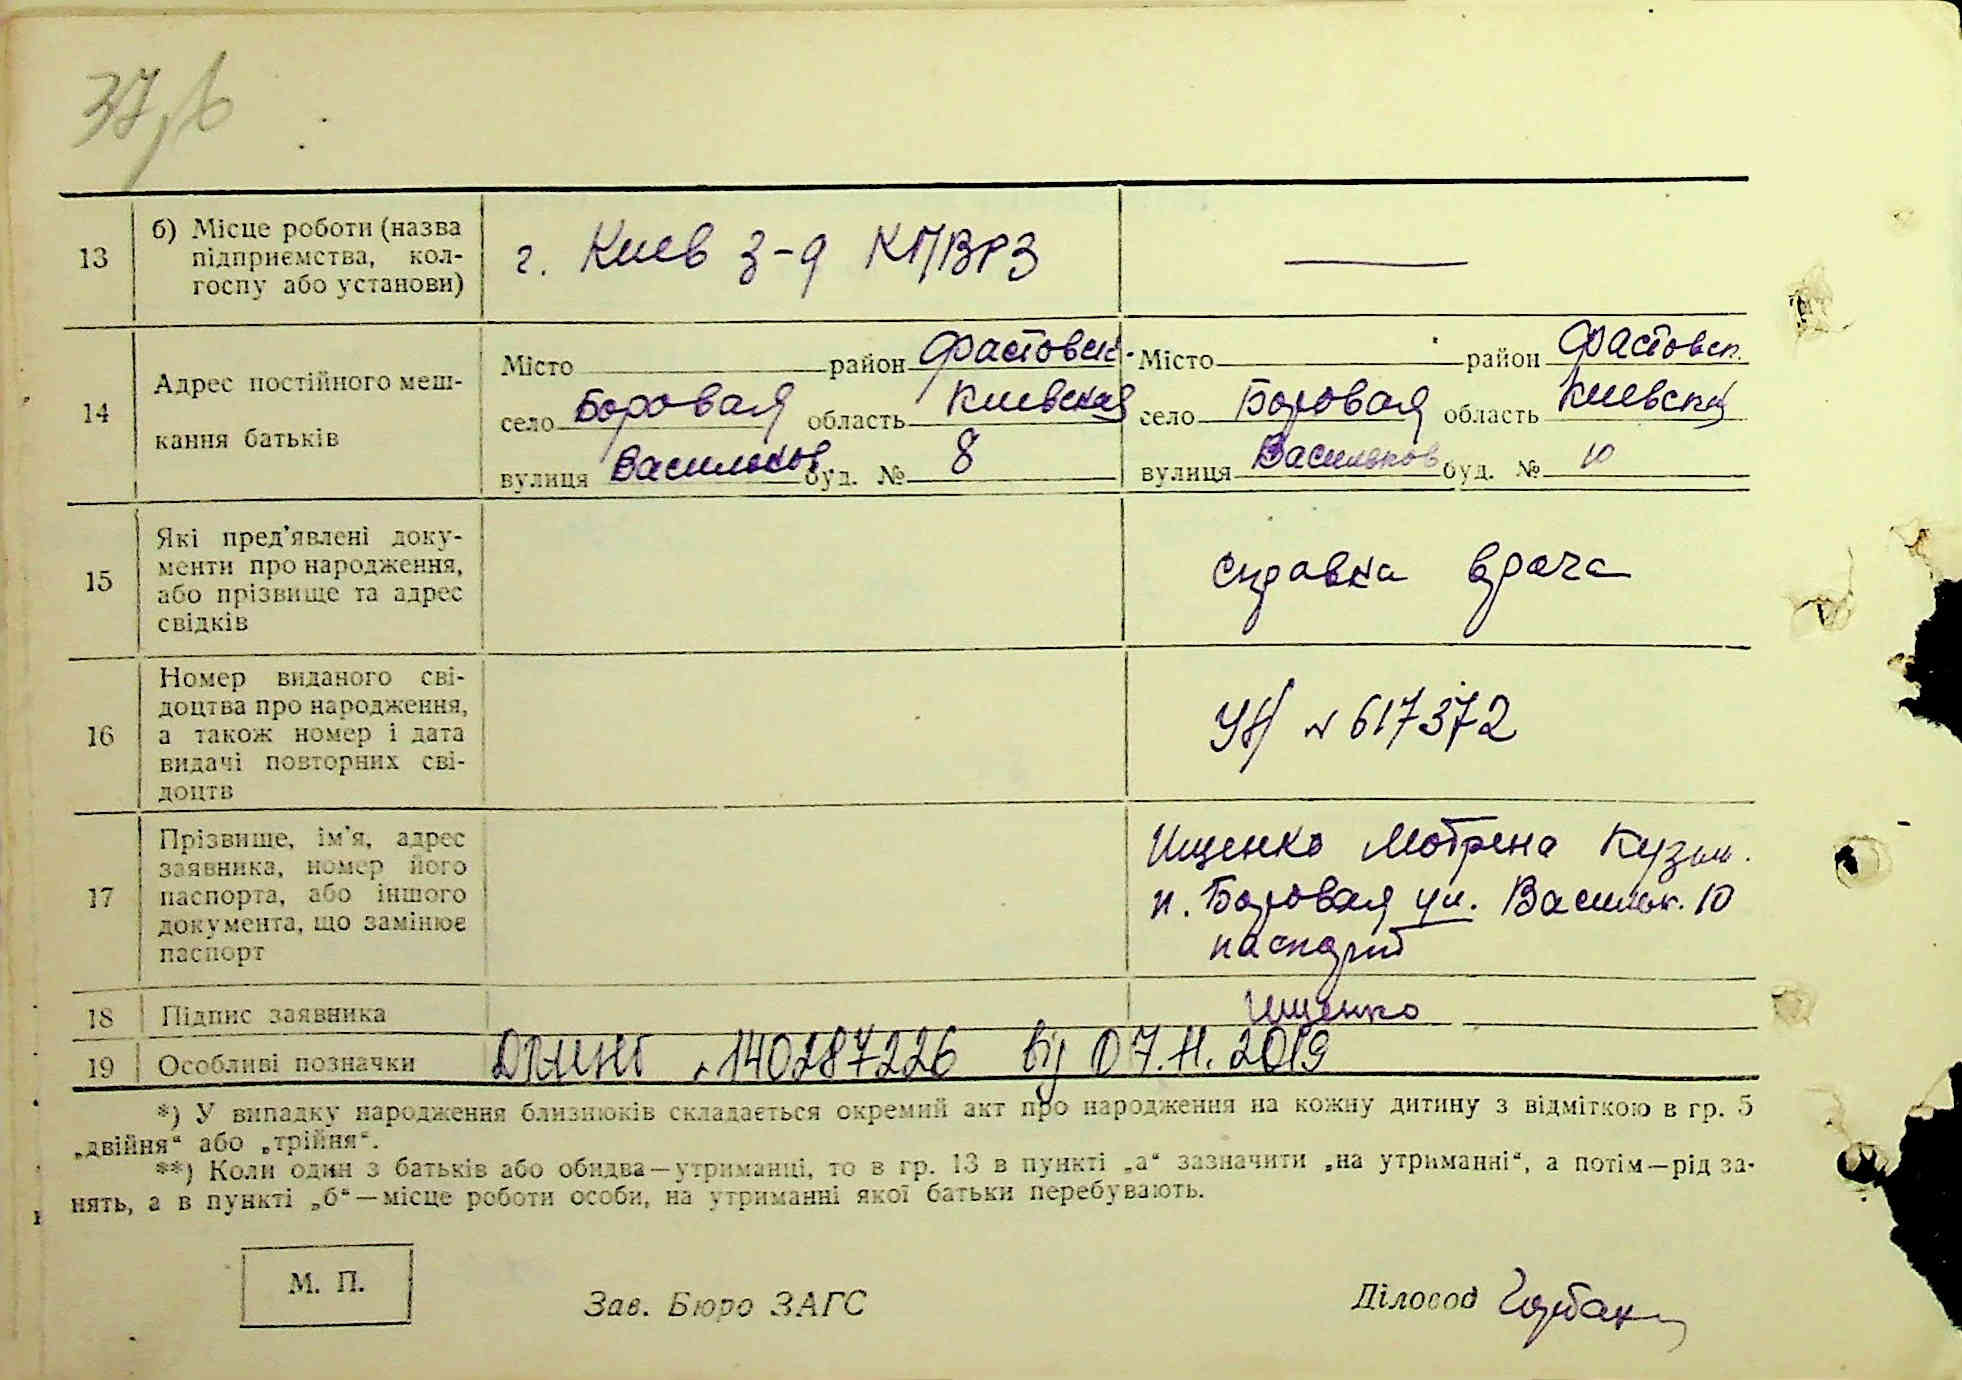 37,б
13 б) Місце роботи (назва
підприємства, кол-
госпу або установи)
г. Киев з-д КПВРЗ
—
14 Адрес постійного меш-
кання батьків
Місто район Фастовск.
село Боровая область Киевская
вулиця Васильков буд. № 8
Місто район Фастовск.
село Боровая область Киевская
вулиця Васильков буд. № 10
15 Які пред'явлені доку-
менти про народження,
або прізвище та адрес
свідків
справка врача
16 Номер виданого сві-
доцтва про народження,
а також номер і дата
видачі повторних сві-
доцтв
№ 617372
17 Прізвище, ім'я, адрес
заявника, номер його
паспорта, або іншого
документа, що замінює
паспорт
Ищенко Мотрена Кузьм.
п. Боровая ул. Васильк. 10
паспорт
18 Підпис заявника
Ищенко
19 Особливі позначки
140287226 від 07.11.2019
*) У випадку народження близнюків складається окремий акт про народження на кожну дитину з відміткою в гр. 5
„двійня“ або „трійня“.
**) Коли один з батьків або обидва—утриманці, то в гр. 13 в пункті „а“ зазначити „на утриманні“, а потім—рід за-
нять, а в пункті „б“—місце роботи особи, на утриманні якої батьки перебувають.
М. П.
Зав. Бюро ЗАГС
Діловод